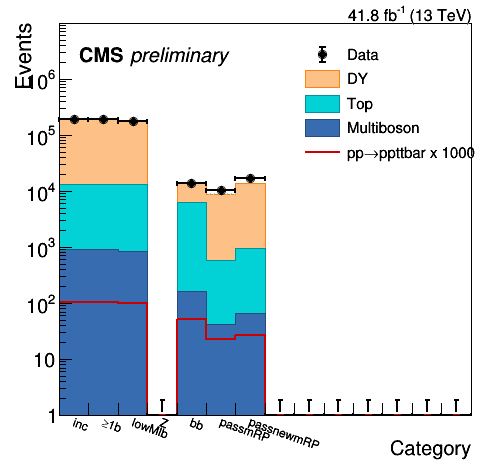 41.8 fb⁻¹ (13 TeV)
Events
CMS preliminary
Data
DY
Top
Multiboson
pp→ppttbar x 1000
10⁶
10⁵
10⁴
10³
10²
10
1
inc ≥1b lowMlb Z bb passmRP passnewmRP
Category